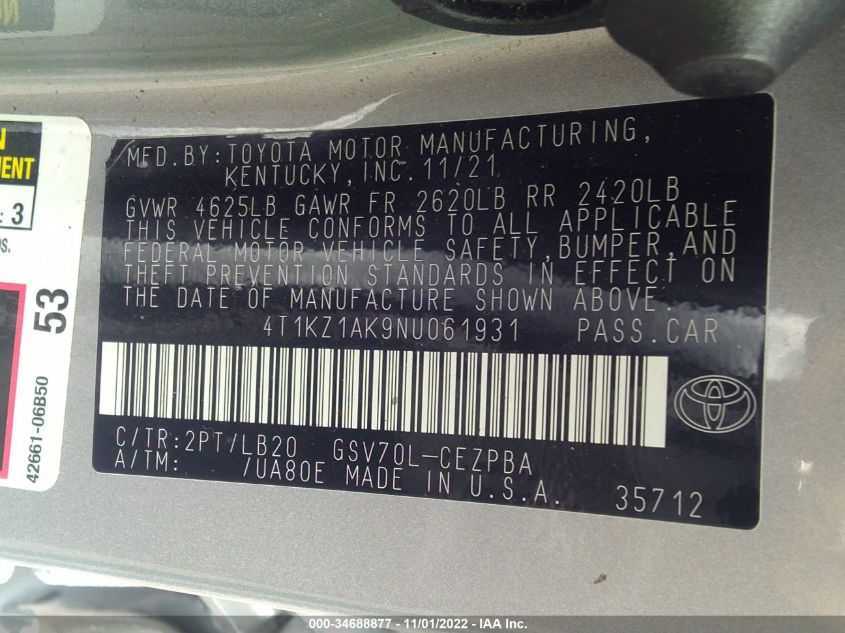 MFD. BY: TOYOTA MOTOR MANUFACTURING,
KENTUCKY, INC. 11/21
GVWR 4625LB GAWR FR 2620LB RR 2420LB
THIS VEHICLE CONFORMS TO ALL APPLICABLE
FEDERAL MOTOR VEHICLE SAFETY, BUMPER, AND
THEFT PREVENTION STANDARDS IN EFFECT ON
THE DATE OF MANUFACTURE SHOWN ABOVE.
4T1KZ1AK9NU061931 PASS.CAR
C/TR: 2PT/LB20 GSV70L-CEZPBA
A/TM: /UA80E MADE IN U.S.A.
35712
: 3
53
42661-06B50
000-34688877 - 11/01/2022 - IAA Inc.